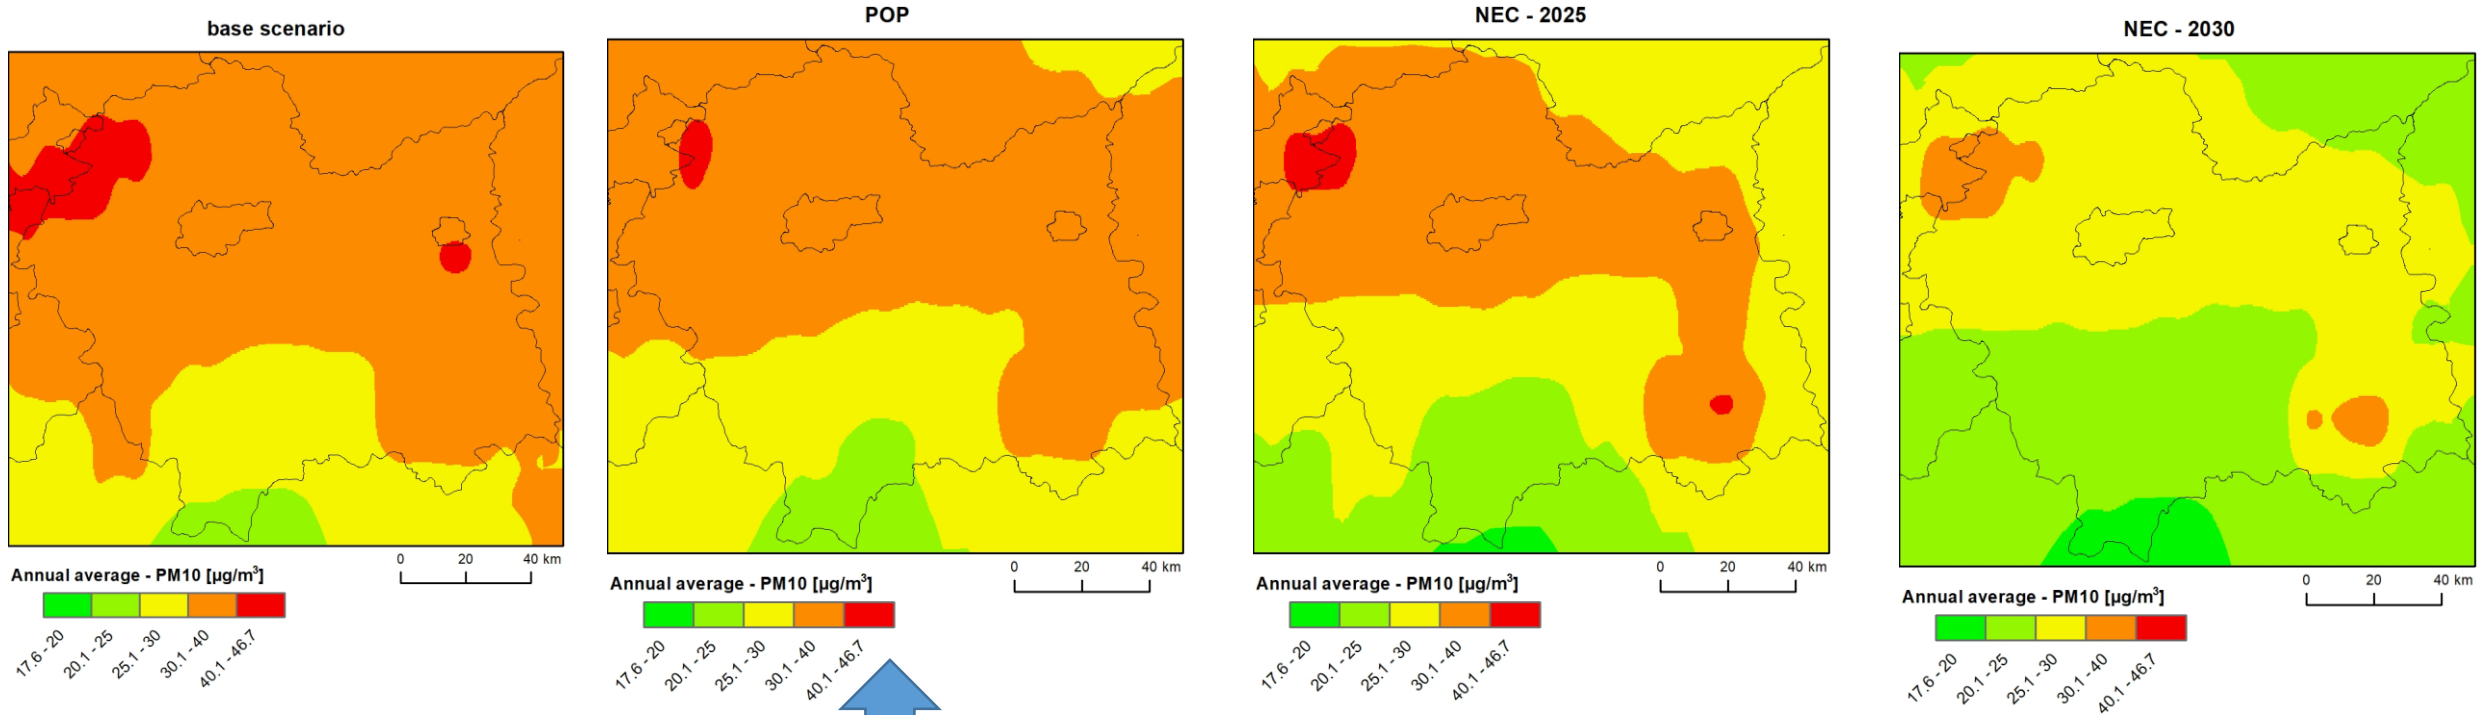 base scenario
POP
NEC - 2025
NEC - 2030
0 20 40 km
Annual average - PM10 [µg/m³]
17.6 - 20
20.1 - 25
25.1 - 30
30.1 - 40
40.1 - 46.7
0 20 40 km
Annual average - PM10 [µg/m³]
17.6 - 20
20.1 - 25
25.1 - 30
30.1 - 40
40.1 - 46.7
0 20 40 km
Annual average - PM10 [µg/m³]
17.6 - 20
20.1 - 25
25.1 - 30
30.1 - 40
40.1 - 46.7
0 20 40 km
Annual average - PM10 [µg/m³]
17.6 - 20
20.1 - 25
25.1 - 30
30.1 - 40
40.1 - 46.7